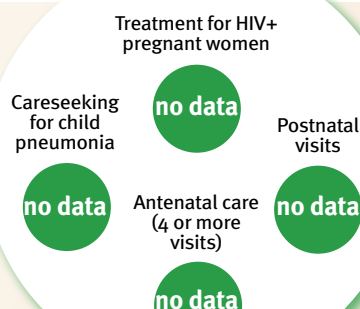 Treatment for HIV+
pregnant women
no data
Careseeking
for child
pneumonia
no data
Postnatal
visits
no data
Antenatal care
(4 or more
visits)
no data